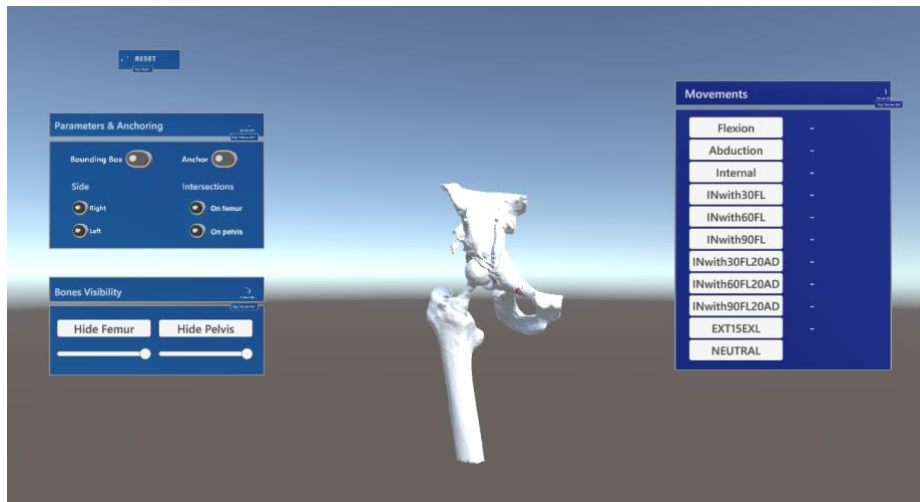 RESET
Parameters & Anchoring
Bounding Box
Anchor
Side
Intersections
Right
On femur
Left
On pelvis
Bones Visibility
Hide Femur
Hide Pelvis
Movements
Flexion -
Abduction -
Internal -
INwith30FL -
INwith60FL -
INwith90FL -
INwith30FL20AD -
INwith60FL20AD -
INwith90FL20AD -
EXT15EXL -
NEUTRAL